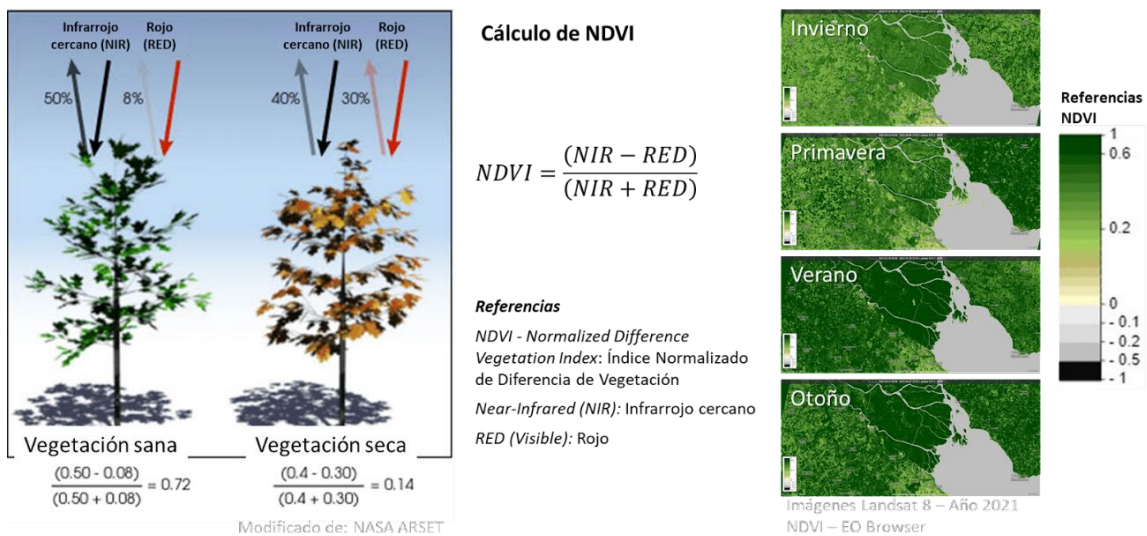 Infrarrojo
cercano (NIR)
Rojo
(RED)
Infrarrojo
cercano (NIR)
Rojo
(RED)
50%
8%
40%
30%
Vegetación sana
Vegetación seca
(0.50 - 0.08)
(0.50 + 0.08)
= 0.72
(0.4 - 0.30)
(0.4 + 0.30)
= 0.14
Modificado de: NASA ARSET
Cálculo de NDVI
NDVI = (NIR − RED)
(NIR + RED)
Referencias
NDVI - Normalized Difference
Vegetation Index: Índice Normalizado
de Diferencia de Vegetación
Near-Infrared (NIR): Infrarrojo cercano
RED (Visible): Rojo
Invierno
Primavera
Verano
Otoño
Imágenes Landsat 8 – Año 2021
NDVI – EO Browser
Referencias
NDVI
1
0.6
0.2
0
- 0.1
- 0.2
- 0.5
- 1